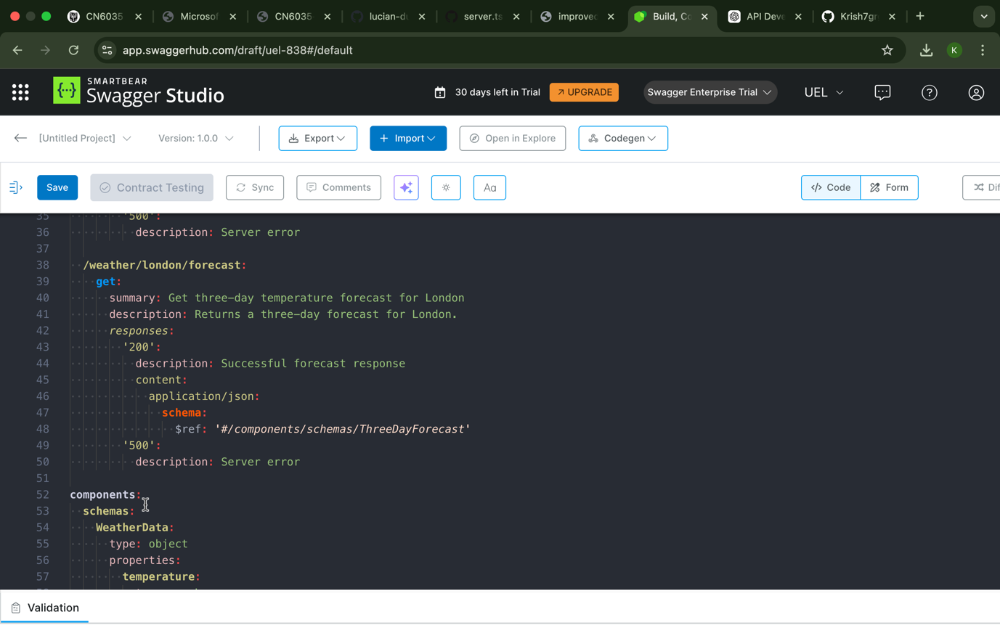 CN6035
Microsof
CN6035
lucian-du
server.ts
improvec
Build, Co
API Deve
Krish7gr
app.swaggerhub.com/draft/uel-838#/default
K
SMARTBEAR
Swagger Studio
30 days left in Trial
UPGRADE
Swagger Enterprise Trial
UEL
[Untitled Project]
Version: 1.0.0
Export
Import
Open in Explore
Codegen
Save
Contract Testing
Sync
Comments
Aa
Code
Form
Dif
35 '500':
36 description: Server error
37
38 /weather/london/forecast:
39 get:
40 summary: Get three-day temperature forecast for London
41 description: Returns a three-day forecast for London.
42 responses:
43 '200':
44 description: Successful forecast response
45 content:
46 application/json:
47 schema:
48 $ref: '#/components/schemas/ThreeDayForecast'
49 '500':
50 description: Server error
51
52 components:
53 schemas:
54 WeatherData:
55 type: object
56 properties:
57 temperature:
Validation